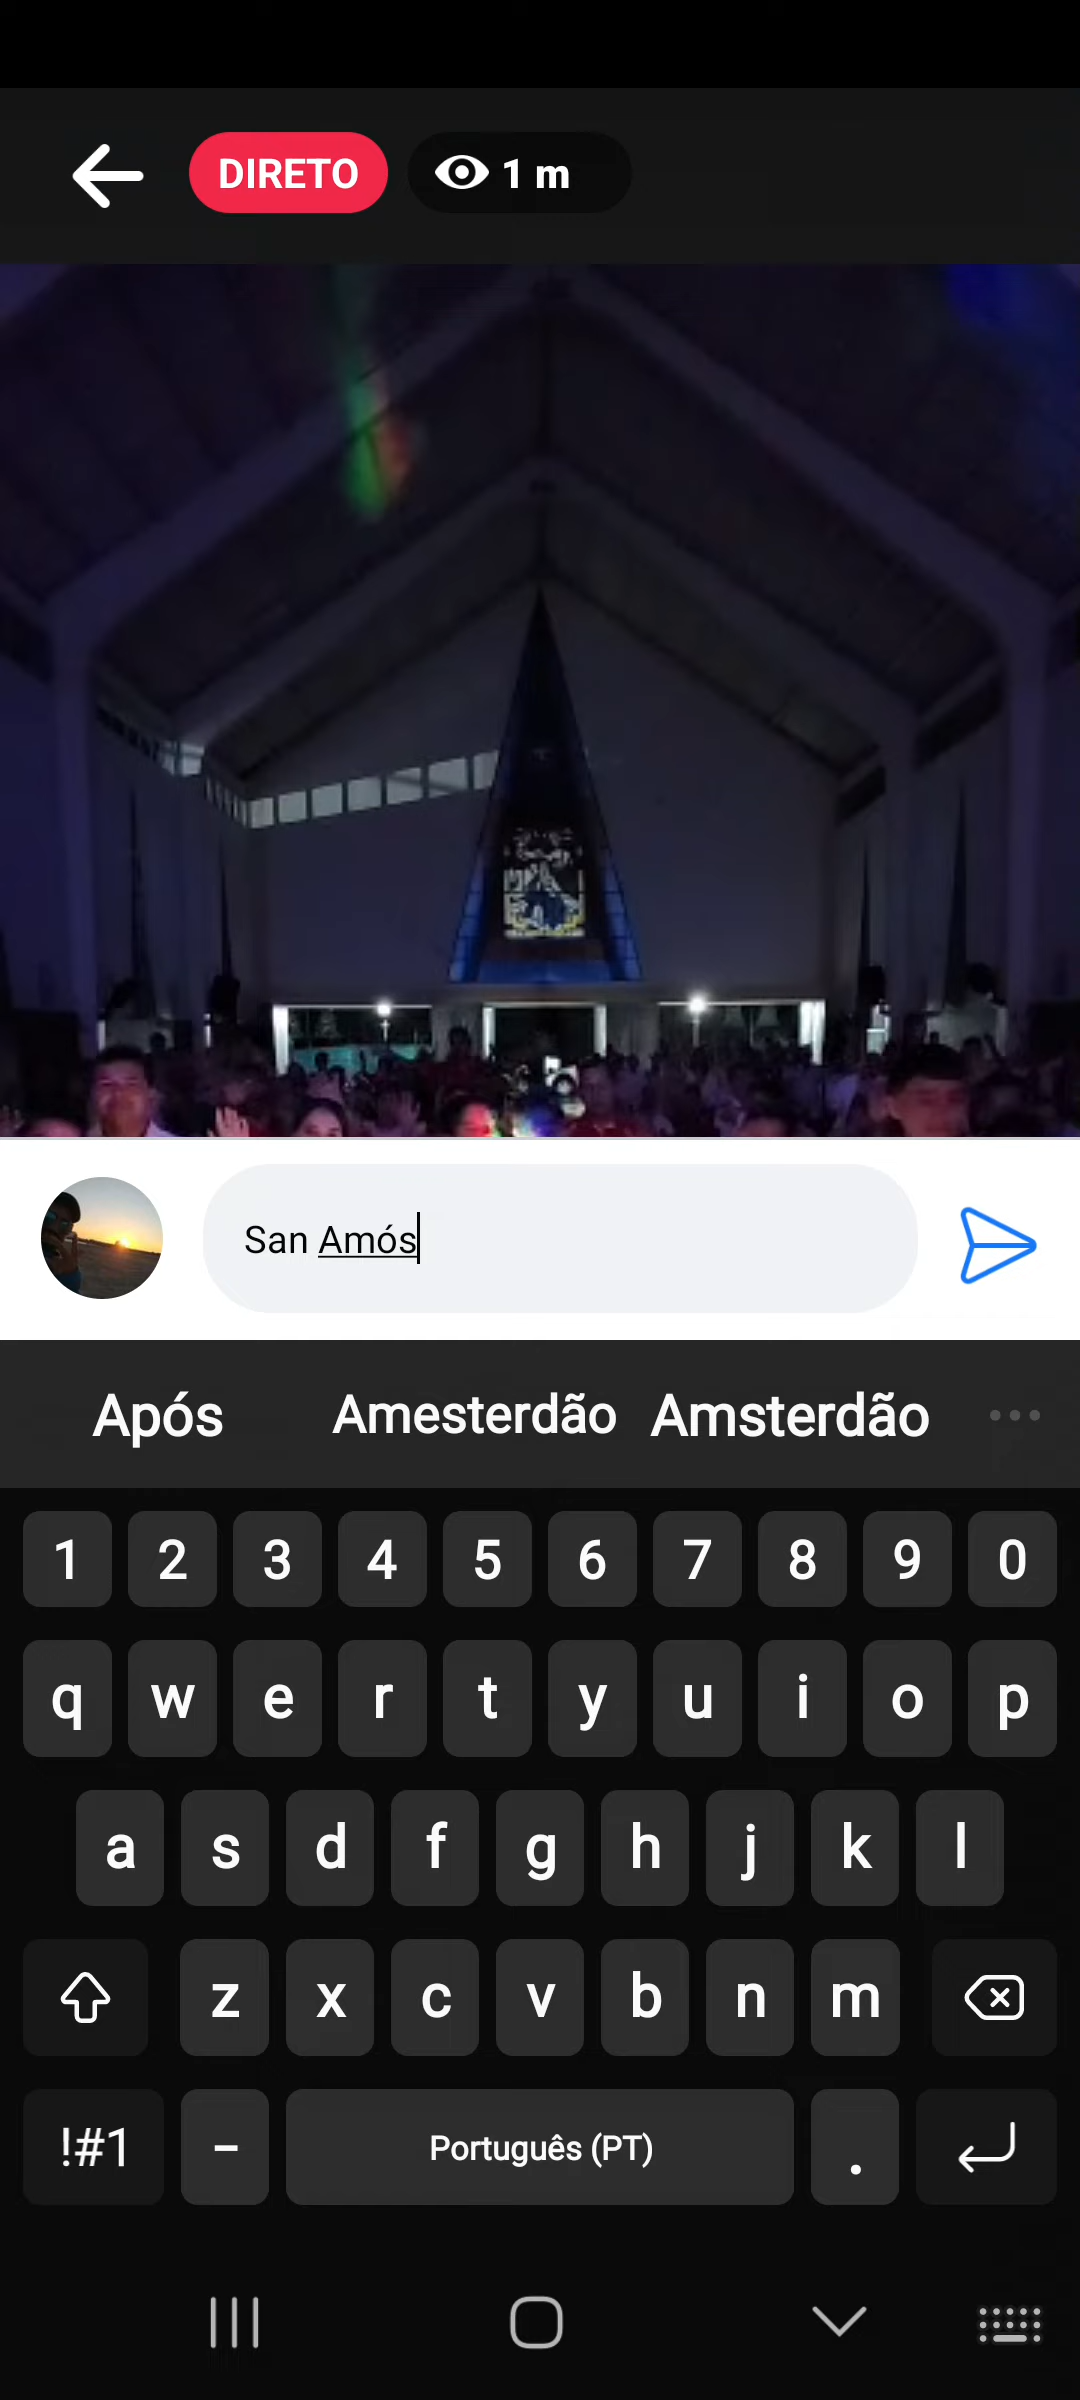 DIRETO 1 m
San Amós
Após Amesterdão Amsterdão
1 2 3 4 5 6 7 8 9 0
q w e r t y u i o p
a s d f g h j k l
z x c v b n m
!#1 - Português (PT) .